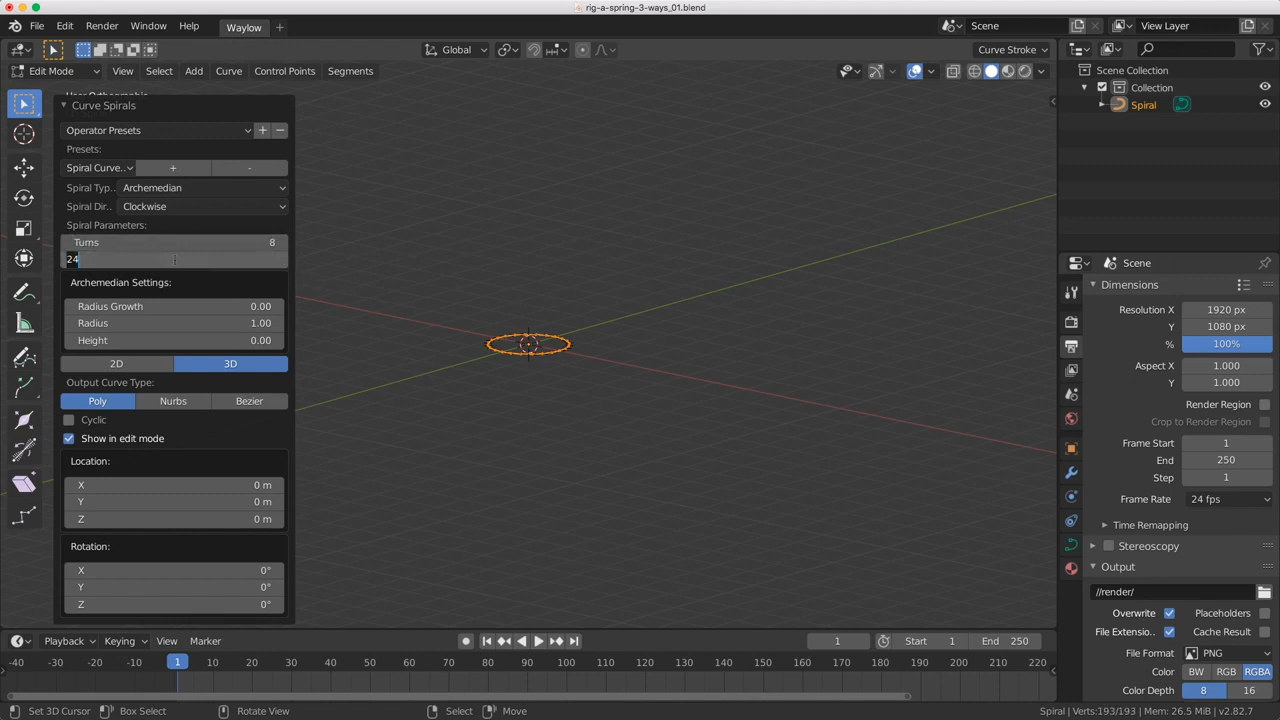 rig-a-spring-3-ways_01.blend
File Edit Render Window Help Waylow Scene View Layer
Global Curve Stroke
Edit Mode View Select Add Curve Control Points Segments
Curve Spirals
Operator Presets + −
Presets:
Spiral Curve.. + -
Spiral Typ.. Archemedian
Spiral Dir.. Clockwise
Spiral Parameters:
Turns 8
24
Archemedian Settings:
Radius Growth 0.00
Radius 1.00
Height 0.00
2D 3D
Output Curve Type:
Poly Nurbs Bezier
Cyclic
Show in edit mode
Location:
X 0 m
Y 0 m
Z 0 m
Rotation:
X 0°
Y 0°
Z 0°
Scene Collection
Collection
Spiral
Scene
Dimensions
Resolution X 1920 px
Y 1080 px
% 100%
Aspect X 1.000
Y 1.000
Render Region
Crop to Render Region
Frame Start 1
End 250
Step 1
Frame Rate 24 fps
Time Remapping
Stereoscopy
Output
//render/
Overwrite Placeholders
File Extensio.. Cache Result
File Format PNG
Color BW RGB RGBA
Color Depth 8 16
Playback Keying View Marker 1 Start 1 End 250
-40 -30 -20 -10 1 10 20 30 40 50 60 70 80 90 100 110 120 130 140 150 160 170 180 190 200 210 220
Set 3D Cursor Box Select Rotate View Select Move Spiral | Verts:193/193 | Mem: 26.5 MiB | v2.82.7